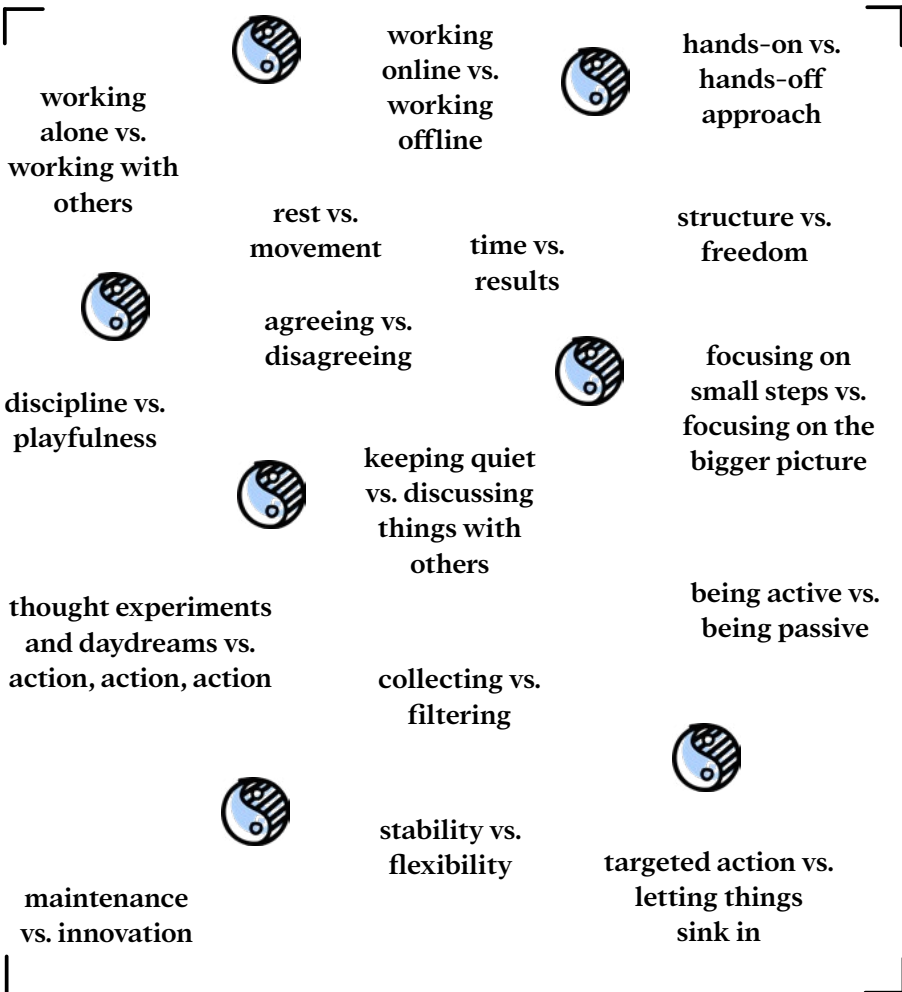 working
online vs.
working
offline
hands-on vs.
hands-off
approach
working
alone vs.
working with
others
rest vs.
movement
time vs.
results
structure vs.
freedom
agreeing vs.
disagreeing
focusing on
small steps vs.
focusing on the
bigger picture
discipline vs.
playfulness
keeping quiet
vs. discussing
things with
others
thought experiments
and daydreams vs.
action, action, action
being active vs.
being passive
collecting vs.
filtering
stability vs.
flexibility
targeted action vs.
letting things
sink in
maintenance
vs. innovation